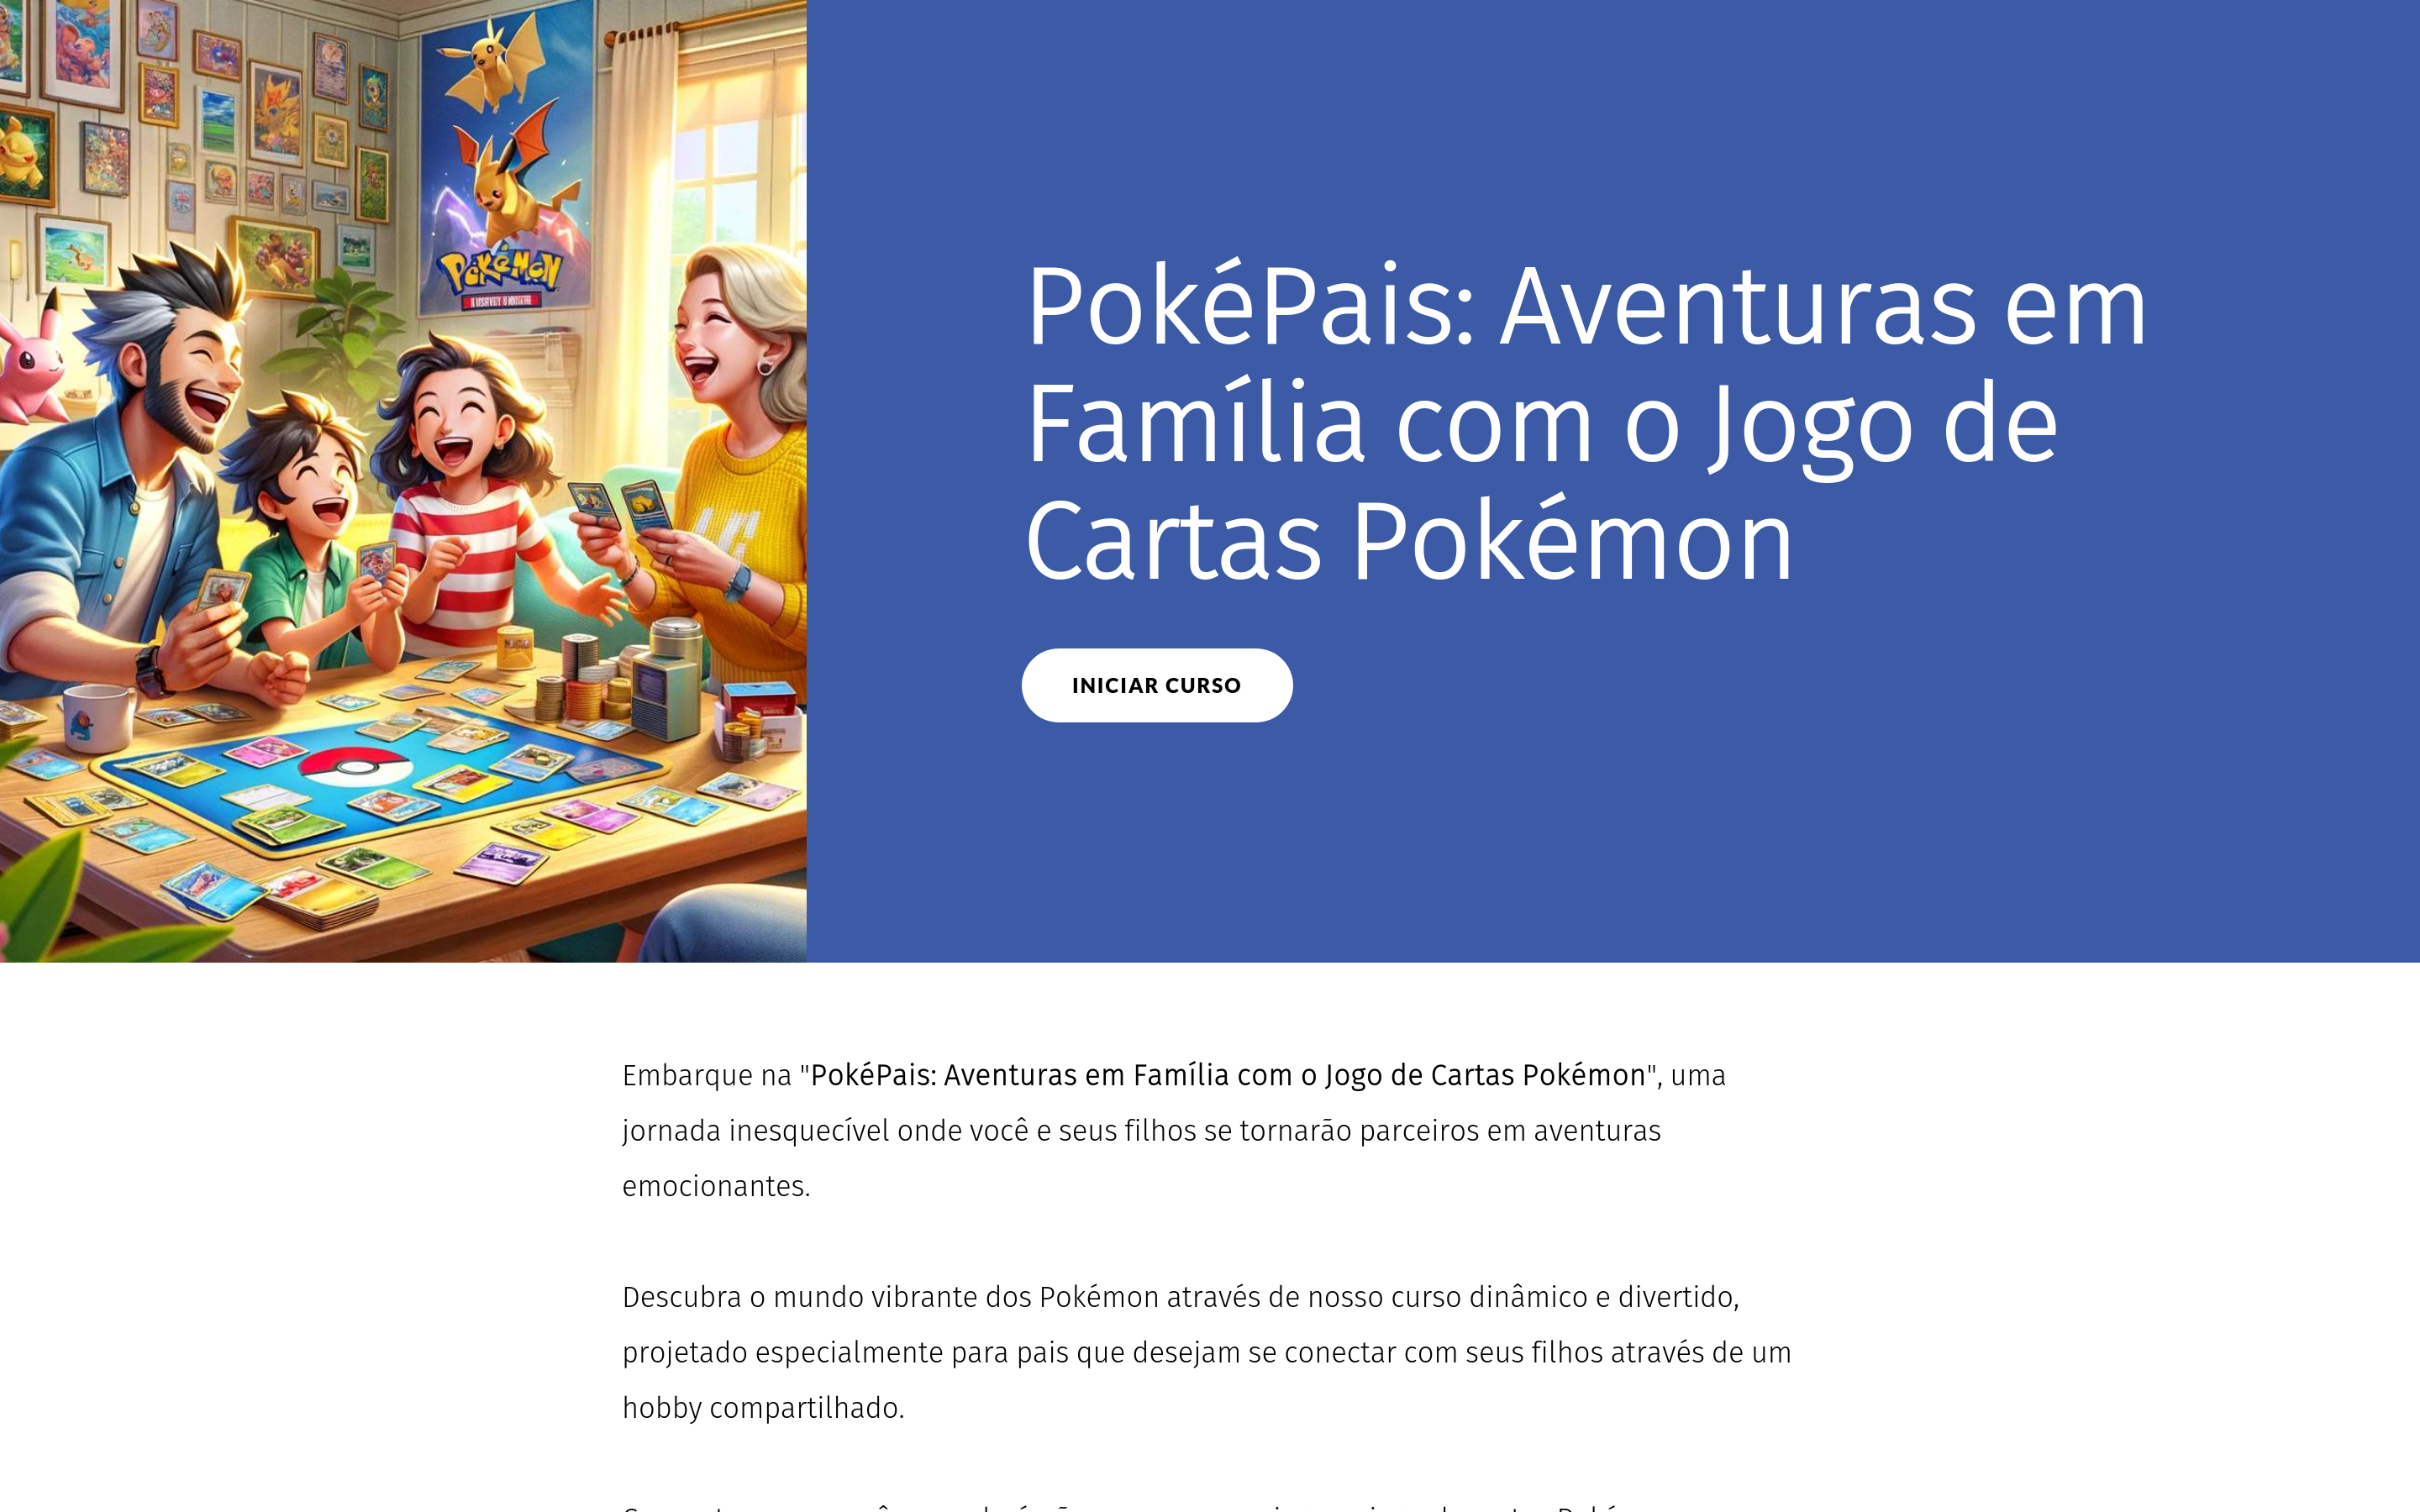 POKÉMON
PokéPais: Aventuras em
Família com o Jogo de
Cartas Pokémon
INICIAR CURSO
Embarque na "PokéPais: Aventuras em Família com o Jogo de Cartas Pokémon", uma
jornada inesquecível onde você e seus filhos se tornarão parceiros em aventuras
emocionantes.
Descubra o mundo vibrante dos Pokémon através de nosso curso dinâmico e divertido,
projetado especialmente para pais que desejam se conectar com seus filhos através de um
hobby compartilhado.